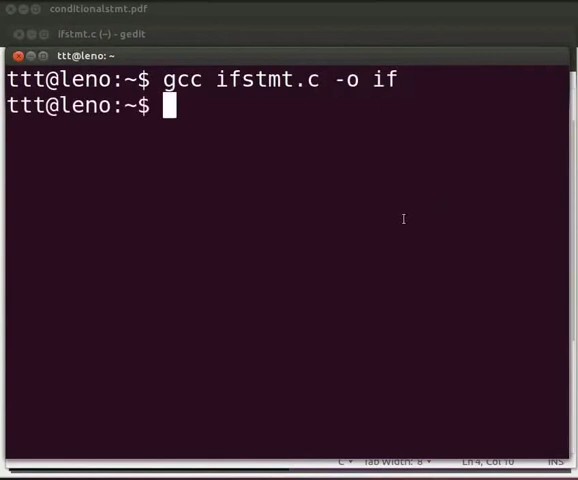 conditionalstmt.pdf
ifstmt.c (~) - gedit
ttt@leno: ~
ttt@leno:~$ gcc ifstmt.c -o if
ttt@leno:~$
C Tab Width: 8 Ln 4, Col 10 INS